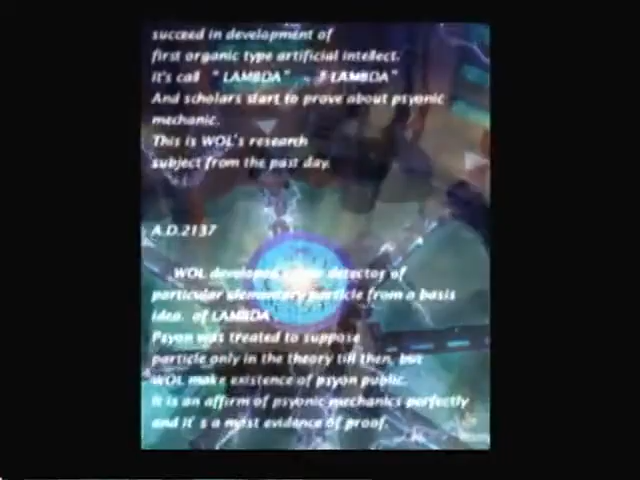 succeed in development of
first organic type artificial intellect.
It's call " LAMBDA" - "LAMBDA"
And scholars start to prove about psyonic
mechanic.
This is WOL's research
subject from the past day.
A.D.2137
WOL developed detector of
particular elementary particle from a basis
idea. of LAMBDA
Psyon was treated to suppose
particle only in the theory till then, but
WOL make existence of psyon public.
It is an affirm of psyonic mechanics perfectly
and it's a most evidence of proof.